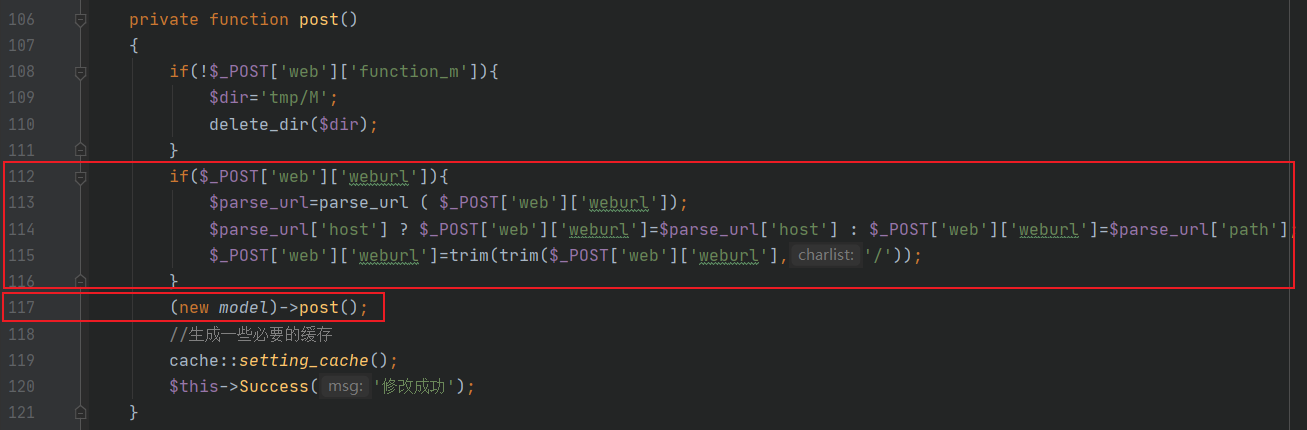 106 private function post()
107 {
108 if(!$_POST['web']['function_m']){
109 $dir='tmp/M';
110 delete_dir($dir);
111 }
112 if($_POST['web']['weburl']){
113 $parse_url=parse_url ( $_POST['web']['weburl']);
114 $parse_url['host'] ? $_POST['web']['weburl']=$parse_url['host'] : $_POST['web']['weburl']=$parse_url['path'];
115 $_POST['web']['weburl']=trim(trim($_POST['web']['weburl'], charlist: '/'));
116 }
117 (new model)->post();
118 //生成一些必要的缓存
119 cache::setting_cache();
120 $this->Success( msg: '修改成功');
121 }